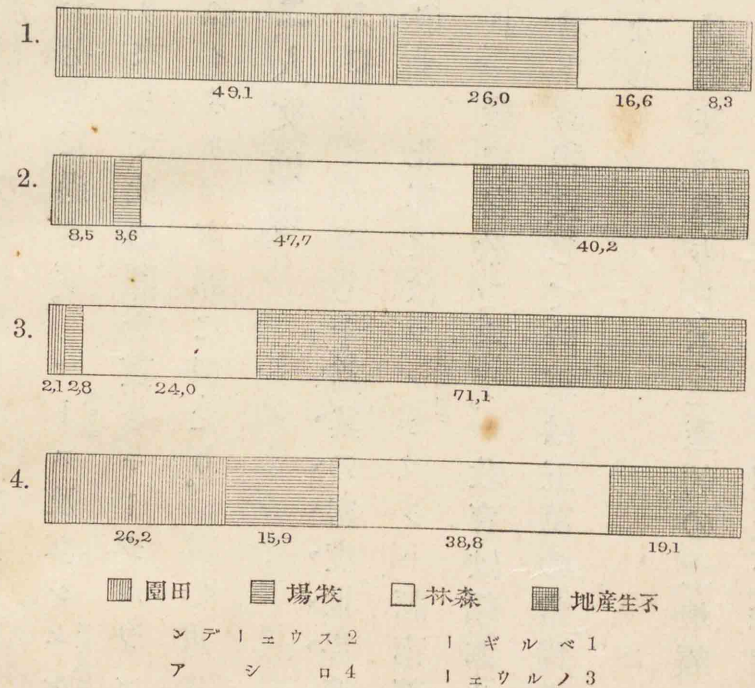 1.
49,1 26,0 16,6 8,3
2.
8,5 3,6 47,7 40,2
3.
2,1 2,8 24,0 71,1
4.
26,2 15,9 38,8 19,1
不生産地 森林 牧場 田園
1ベルギー 2スウェーデン
3ノルウェー 4ロシア